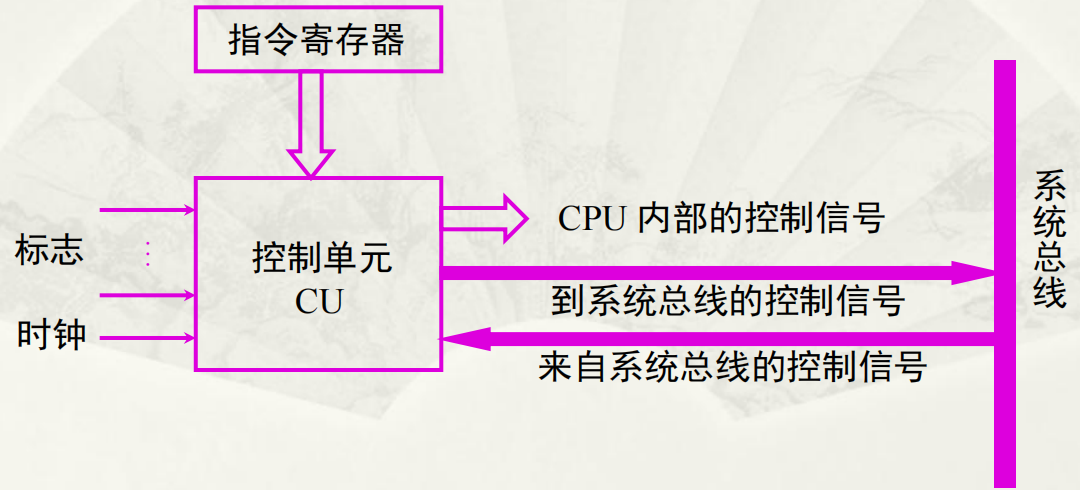 指令寄存器
标志
时钟
控制单元
CU
CPU 内部的控制信号
到系统总线的控制信号
来自系统总线的控制信号
系统总线